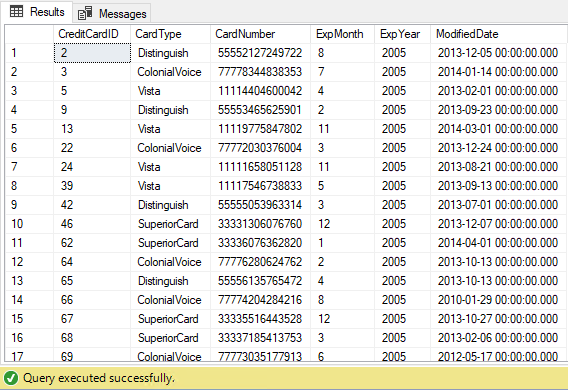 Results Messages
CreditCardID CardType CardNumber ExpMonth ExpYear ModifiedDate
1 2 Distinguish 55552127249722 8 2005 2013-12-05 00:00:00.000
2 3 ColonialVoice 77778344838353 7 2005 2014-01-14 00:00:00.000
3 5 Vista 11114404600042 4 2005 2013-02-01 00:00:00.000
4 9 Distinguish 55553465625901 2 2005 2013-09-23 00:00:00.000
5 13 Vista 11119775847802 11 2005 2014-03-01 00:00:00.000
6 22 ColonialVoice 77772030376004 3 2005 2013-12-24 00:00:00.000
7 24 Vista 11111658051128 11 2005 2013-08-21 00:00:00.000
8 39 Vista 11117546738833 5 2005 2013-09-13 00:00:00.000
9 42 Distinguish 55555053963314 3 2005 2013-07-01 00:00:00.000
10 46 SuperiorCard 33331306076760 12 2005 2013-12-07 00:00:00.000
11 62 SuperiorCard 33336076362820 1 2005 2014-04-01 00:00:00.000
12 64 ColonialVoice 77776280624762 2 2005 2013-10-13 00:00:00.000
13 65 Distinguish 55556135765472 4 2005 2013-10-13 00:00:00.000
14 66 ColonialVoice 77774204284216 8 2005 2010-01-29 00:00:00.000
15 67 SuperiorCard 33335516443528 12 2005 2013-10-27 00:00:00.000
16 68 SuperiorCard 33337185413753 3 2005 2013-02-06 00:00:00.000
17 69 ColonialVoice 77773035177913 6 2005 2012-05-17 00:00:00.000
Query executed successfully.